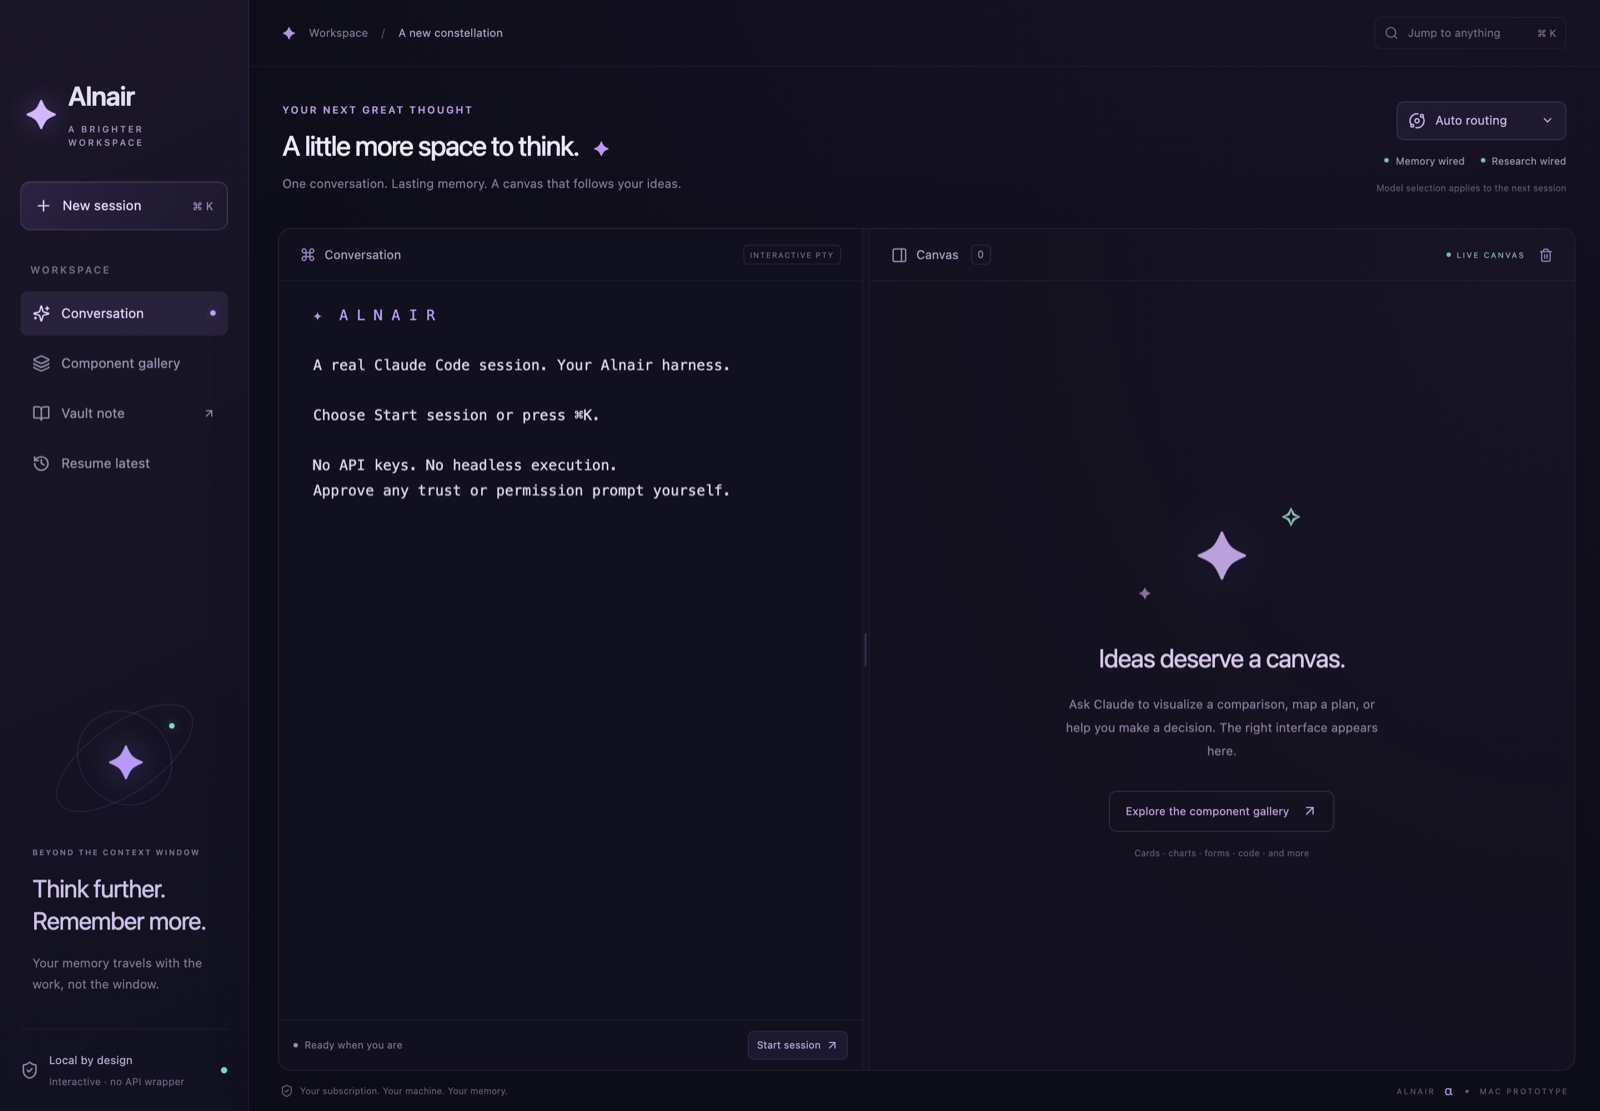 Alnair
A BRIGHTER
WORKSPACE
New session ⌘ K
WORKSPACE
Conversation
Component gallery
Vault note
Resume latest
BEYOND THE CONTEXT WINDOW
Think further.
Remember more.
Your memory travels with the
work, not the window.
Local by design
Interactive · no API wrapper
Workspace / A new constellation
Jump to anything ⌘ K
YOUR NEXT GREAT THOUGHT
A little more space to think.
One conversation. Lasting memory. A canvas that follows your ideas.
Auto routing
Memory wired
Research wired
Model selection applies to the next session
Conversation
INTERACTIVE PTY
✦ ALNAIR
A real Claude Code session. Your Alnair harness.
Choose Start session or press ⌘K.
No API keys. No headless execution.
Approve any trust or permission prompt yourself.
Ready when you are
Start session
Canvas 0
LIVE CANVAS
Ideas deserve a canvas.
Ask Claude to visualize a comparison, map a plan, or
help you make a decision. The right interface appears
here.
Explore the component gallery
Cards · charts · forms · code · and more
Your subscription. Your machine. Your memory.
ALNAIR α • MAC PROTOTYPE